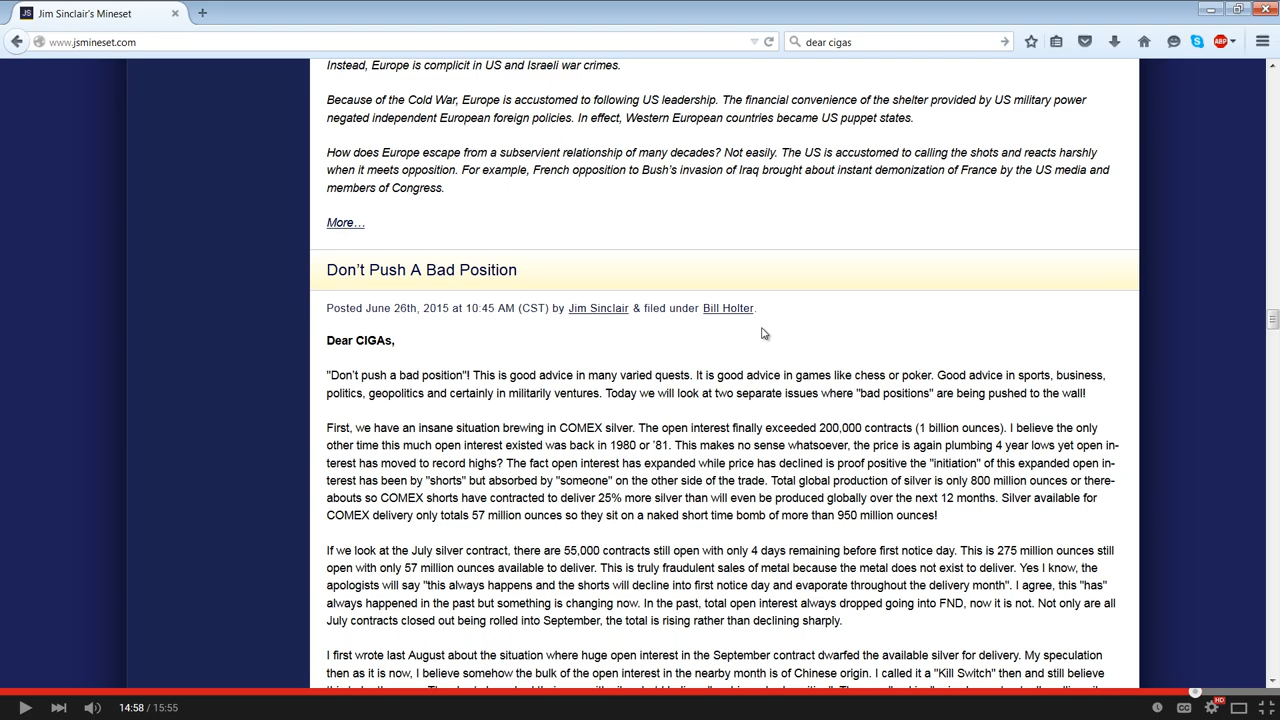 Jim Sinclair's Mineset
www.jsmineset.com
dear cigas
ABP
Instead, Europe is complicit in US and Israeli war crimes.
Because of the Cold War, Europe is accustomed to following US leadership. The financial convenience of the shelter provided by US military power
negated independent European foreign policies. In effect, Western European countries became US puppet states.
How does Europe escape from a subservient relationship of many decades? Not easily. The US is accustomed to calling the shots and reacts harshly
when it meets opposition. For example, French opposition to Bush's invasion of Iraq brought about instant demonization of France by the US media and
members of Congress.
More…
Don't Push A Bad Position
Posted June 26th, 2015 at 10:45 AM (CST) by Jim Sinclair & filed under Bill Holter.
Dear CIGAs,
"Don't push a bad position"! This is good advice in many varied quests. It is good advice in games like chess or poker. Good advice in sports, business,
politics, geopolitics and certainly in militarily ventures. Today we will look at two separate issues where "bad positions" are being pushed to the wall!
First, we have an insane situation brewing in COMEX silver. The open interest finally exceeded 200,000 contracts (1 billion ounces). I believe the only
other time this much open interest existed was back in 1980 or '81. This makes no sense whatsoever, the price is again plumbing 4 year lows yet open in-
terest has moved to record highs? The fact open interest has expanded while price has declined is proof positive the "initiation" of this expanded open in-
terest has been by "shorts" but absorbed by "someone" on the other side of the trade. Total global production of silver is only 800 million ounces or there-
abouts so COMEX shorts have contracted to deliver 25% more silver than will even be produced globally over the next 12 months. Silver available for
COMEX delivery only totals 57 million ounces so they sit on a naked short time bomb of more than 950 million ounces!
If we look at the July silver contract, there are 55,000 contracts still open with only 4 days remaining before first notice day. This is 275 million ounces still
open with only 57 million ounces available to deliver. This is truly fraudulent sales of metal because the metal does not exist to deliver. Yes I know, the
apologists will say "this always happens and the shorts will decline into first notice day and evaporate throughout the delivery month". I agree, this "has"
always happened in the past but something is changing now. In the past, total open interest always dropped going into FND, now it is not. Not only are all
July contracts closed out being rolled into September, the total is rising rather than declining sharply.
I first wrote last August about the situation where huge open interest in the September contract dwarfed the available silver for delivery. My speculation
then as it is now, I believe somehow the bulk of the open interest in the nearby month is of Chinese origin. I called it a "Kill Switch" then and still believe
14:58 / 15:55
CC
HD